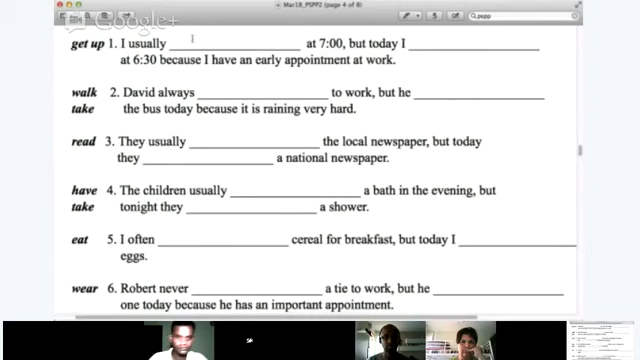 Mar18_PSPP2 (page 4 of 8)
Google+
pspp
get up 1. I usually ____________________ at 7:00, but today I ____________________
at 6:30 because I have an early appointment at work.
walk 2. David always ____________________ to work, but he ____________________
take the bus today because it is raining very hard.
read 3. They usually ____________________ the local newspaper, but today
they ____________________ a national newspaper.
have 4. The children usually ____________________ a bath in the evening, but
take tonight they ____________________ a shower.
eat 5. I often ____________________ cereal for breakfast, but today I ____________________
eggs.
wear 6. Robert never ____________________ a tie to work, but he ____________________
one today because he has an important appointment.